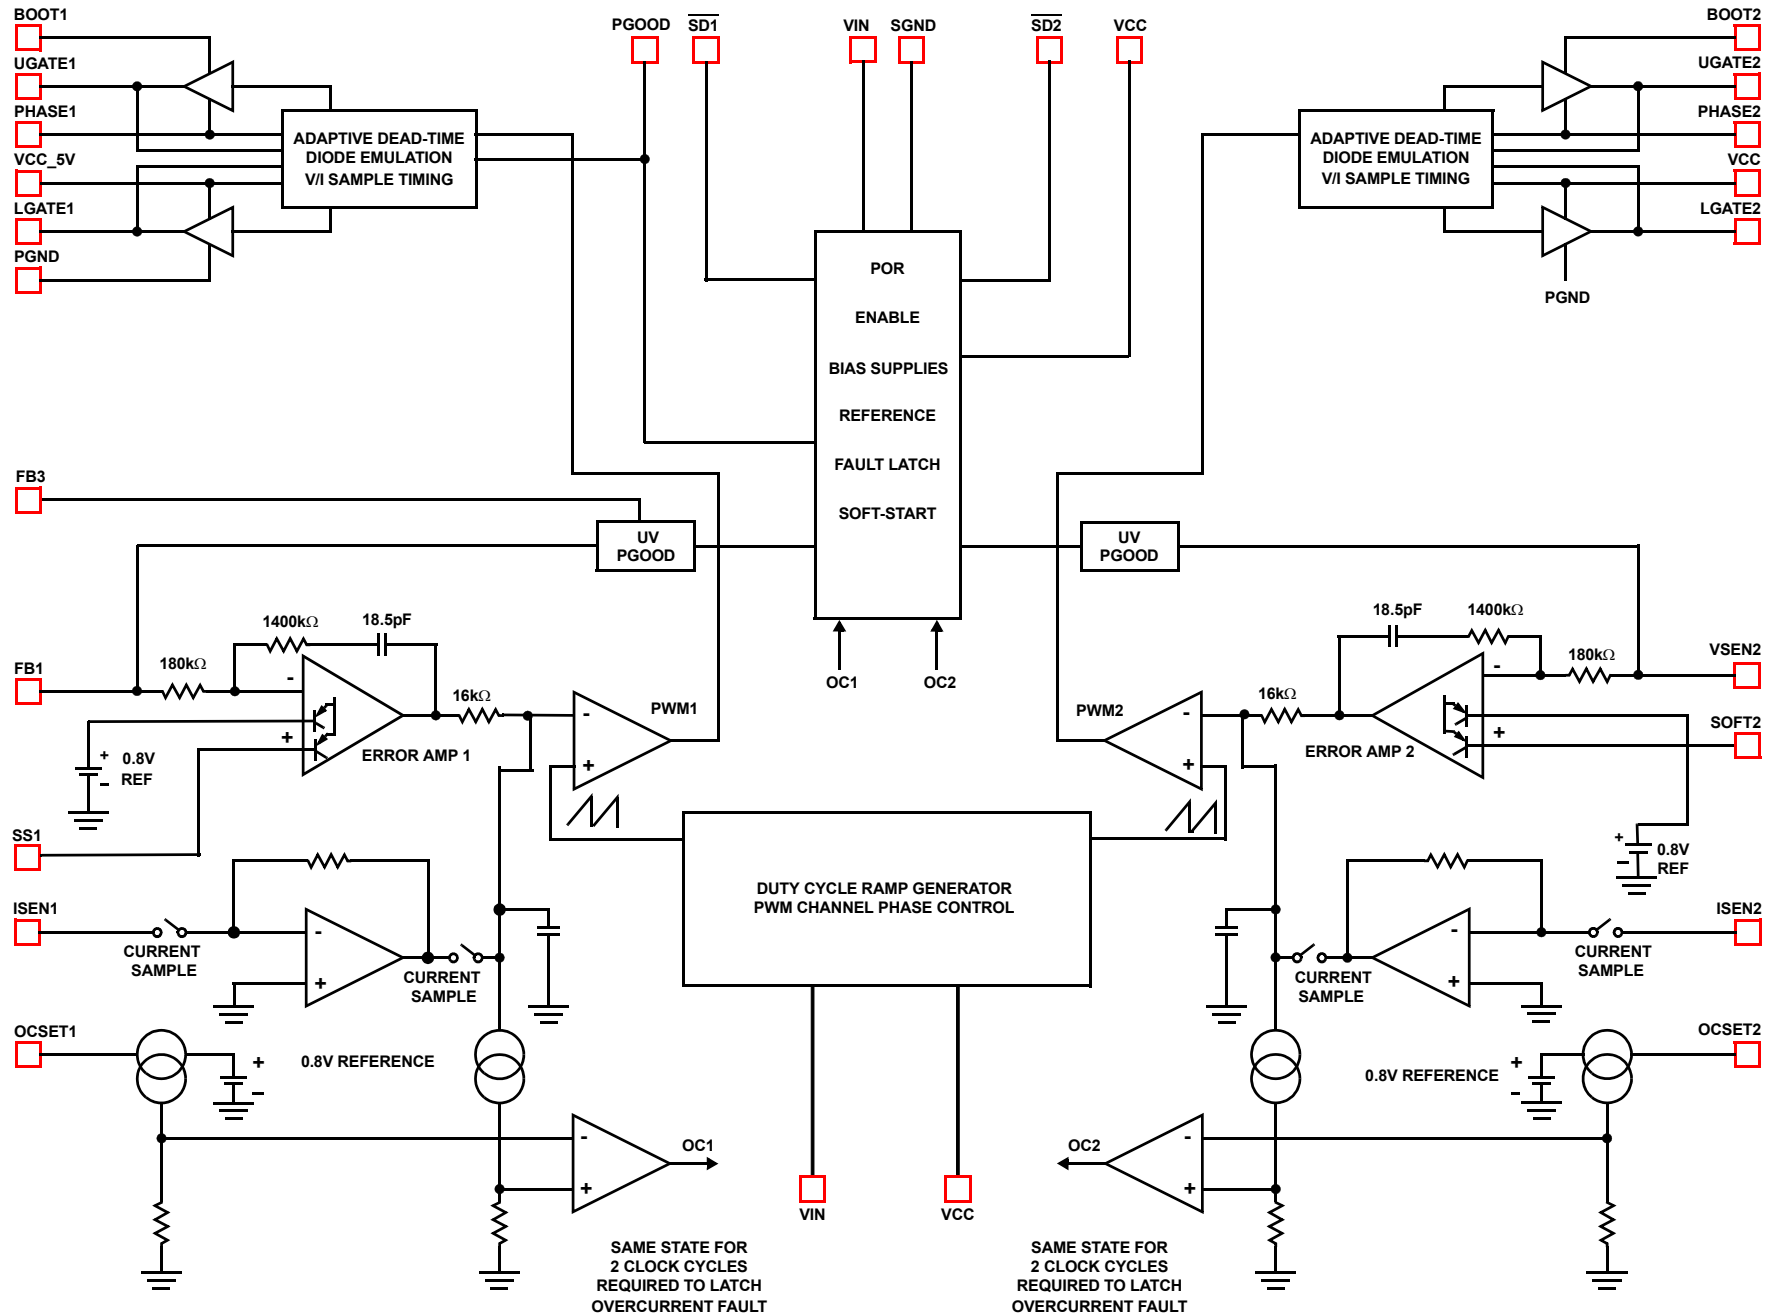 BOOT1
UGATE1
PHASE1
VCC_5V
LGATE1
PGND
ADAPTIVE DEAD-TIME
DIODE EMULATION
V/I SAMPLE TIMING
PGOOD
SD1
VIN
SGND
SD2
VCC
BOOT2
UGATE2
PHASE2
VCC
LGATE2
ADAPTIVE DEAD-TIME
DIODE EMULATION
V/I SAMPLE TIMING
PGND
POR
ENABLE
BIAS SUPPLIES
REFERENCE
FAULT LATCH
SOFT-START
FB3
UV
PGOOD
UV
PGOOD
OC1
OC2
FB1
180kΩ
1400kΩ
18.5pF
-
+
16kΩ
ERROR AMP 1
+
-
0.8V
REF
-
+
PWM1
PWM2
-
+
16kΩ
18.5pF
1400kΩ
180kΩ
-
+
ERROR AMP 2
VSEN2
SOFT2
+
-
0.8V
REF
SS1
DUTY CYCLE RAMP GENERATOR
PWM CHANNEL PHASE CONTROL
ISEN1
CURRENT
SAMPLE
-
+
CURRENT
SAMPLE
CURRENT
SAMPLE
-
+
CURRENT
SAMPLE
ISEN2
OCSET1
+
-
0.8V REFERENCE
0.8V REFERENCE
+
-
OCSET2
-
+
OC1
OC2
-
+
VIN
VCC
SAME STATE FOR
2 CLOCK CYCLES
REQUIRED TO LATCH
OVERCURRENT FAULT
SAME STATE FOR
2 CLOCK CYCLES
REQUIRED TO LATCH
OVERCURRENT FAULT